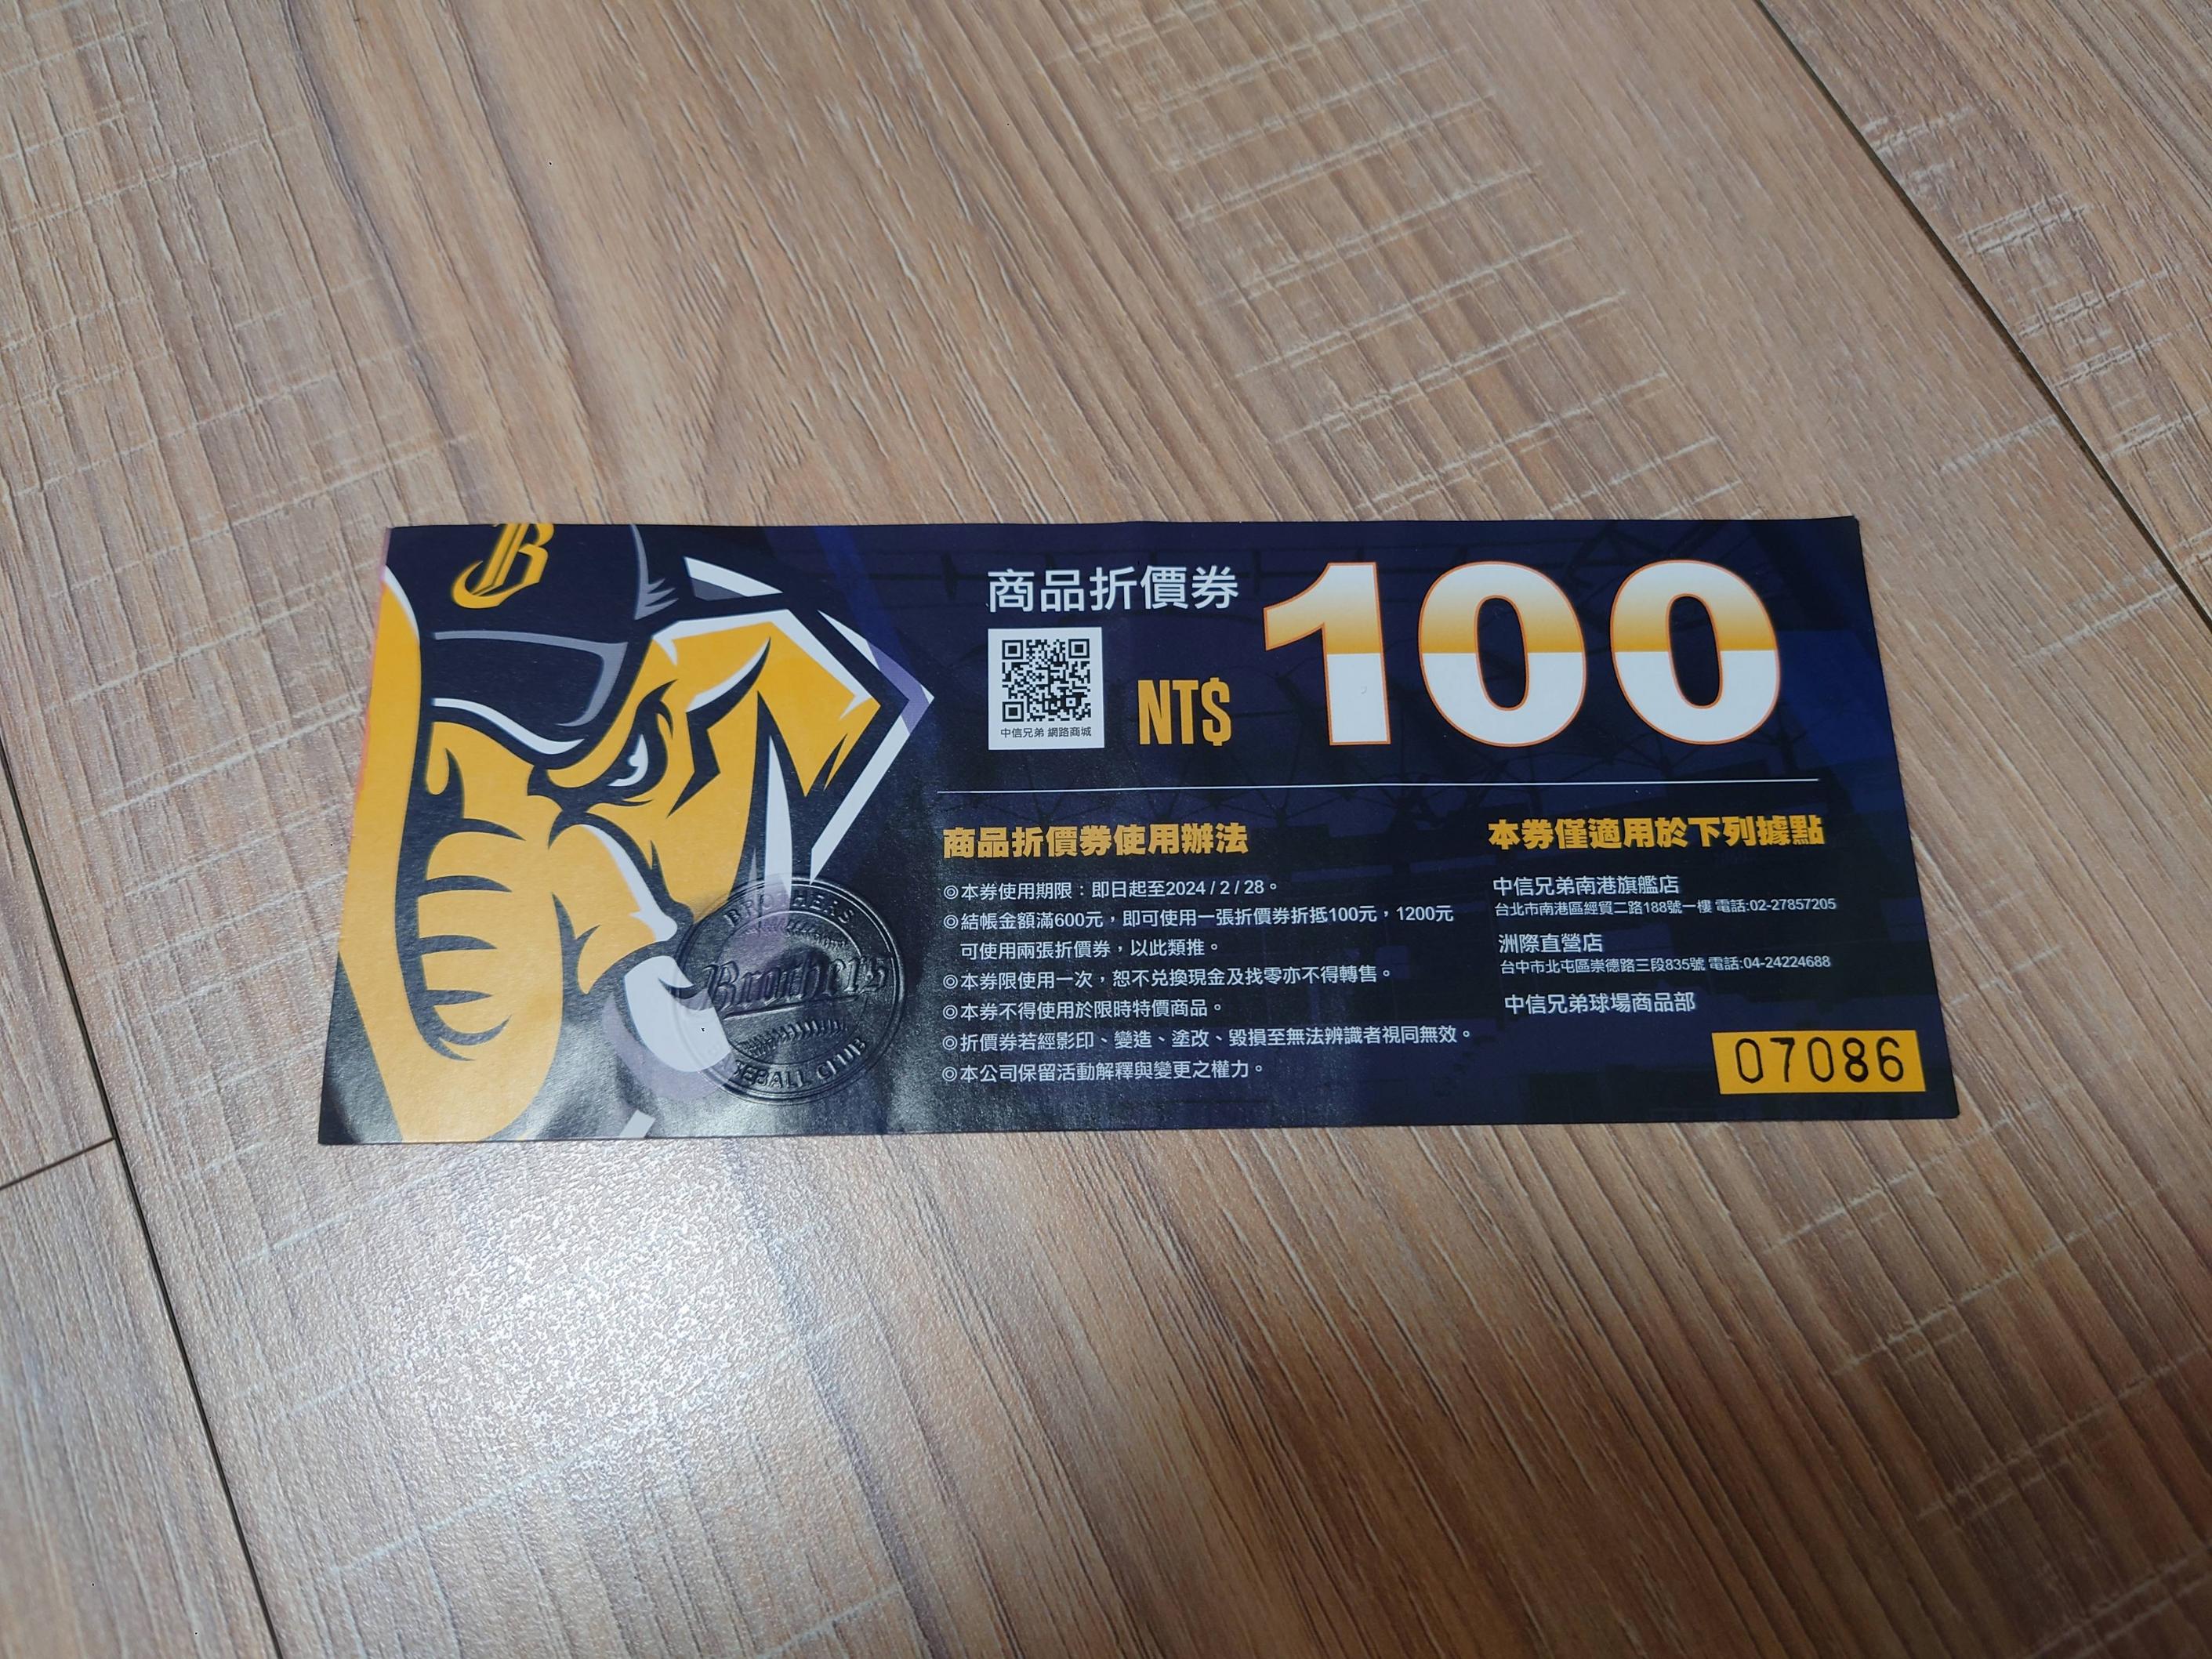 B
商品折價券
中信兄弟 網路商城
NT$ 100
商品折價券使用辦法
◎本券使用期限：即日起至2024 / 2 / 28。
◎結帳金額滿600元，即可使用一張折價券折抵100元，1200元
可使用兩張折價券，以此類推。
◎本券限使用一次，恕不兌換現金及找零亦不得轉售。
◎本券不得使用於限時特價商品。
◎折價券若經影印、變造、塗改、毀損至無法辨識者視同無效。
◎本公司保留活動解釋與變更之權力。
本券僅適用於下列據點
中信兄弟南港旗艦店
台北市南港區經貿二路188號一樓 電話:02-27857205
洲際直營店
台中市北屯區崇德路三段835號 電話:04-24224688
中信兄弟球場商品部
07086
BROTHERS
Brothers
BALL CLUB